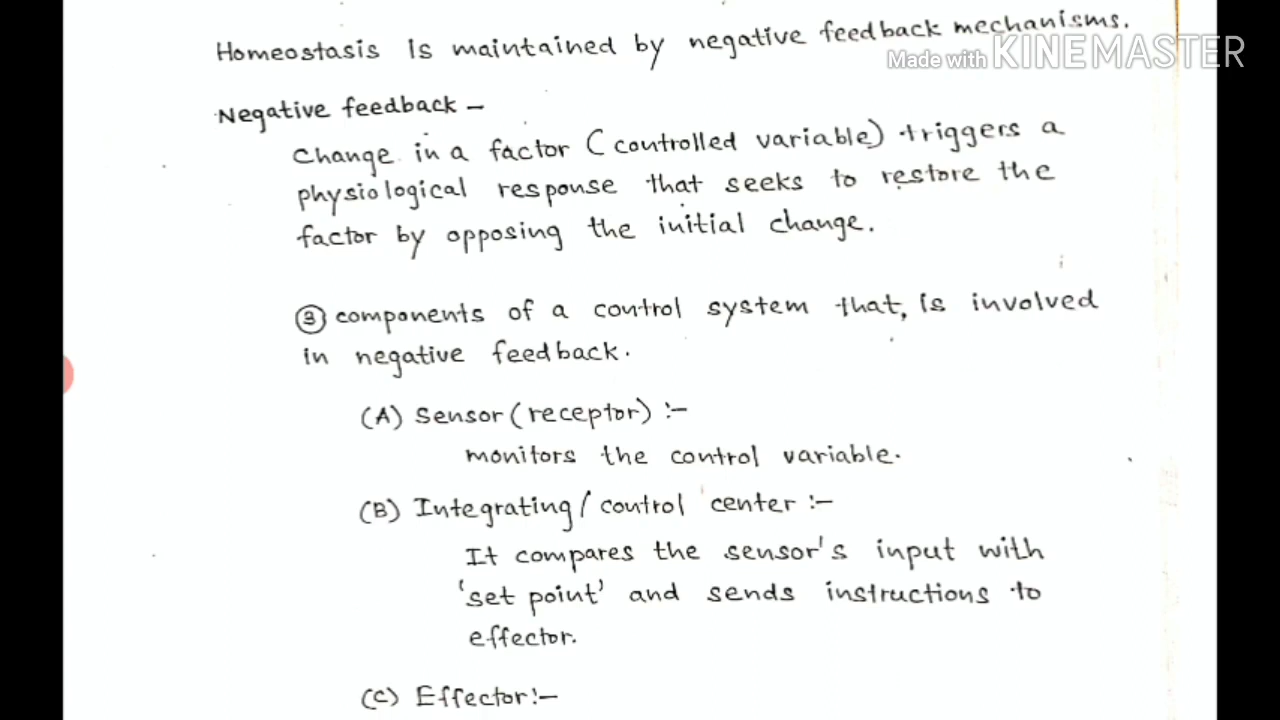 Homeostasis is maintained by negative feedback mechanisms.
Made with KINEMASTER
Negative feedback –
Change in a factor (controlled variable) triggers a
physiological response that seeks to restore the
factor by opposing the initial change.
③ components of a control system that, is involved
in negative feedback.
(A) Sensor (receptor) :–
monitors the control variable.
(B) Integrating / control center :–
It compares the sensor's input with
'set point' and sends instructions to
effector.
(C) Effector:–